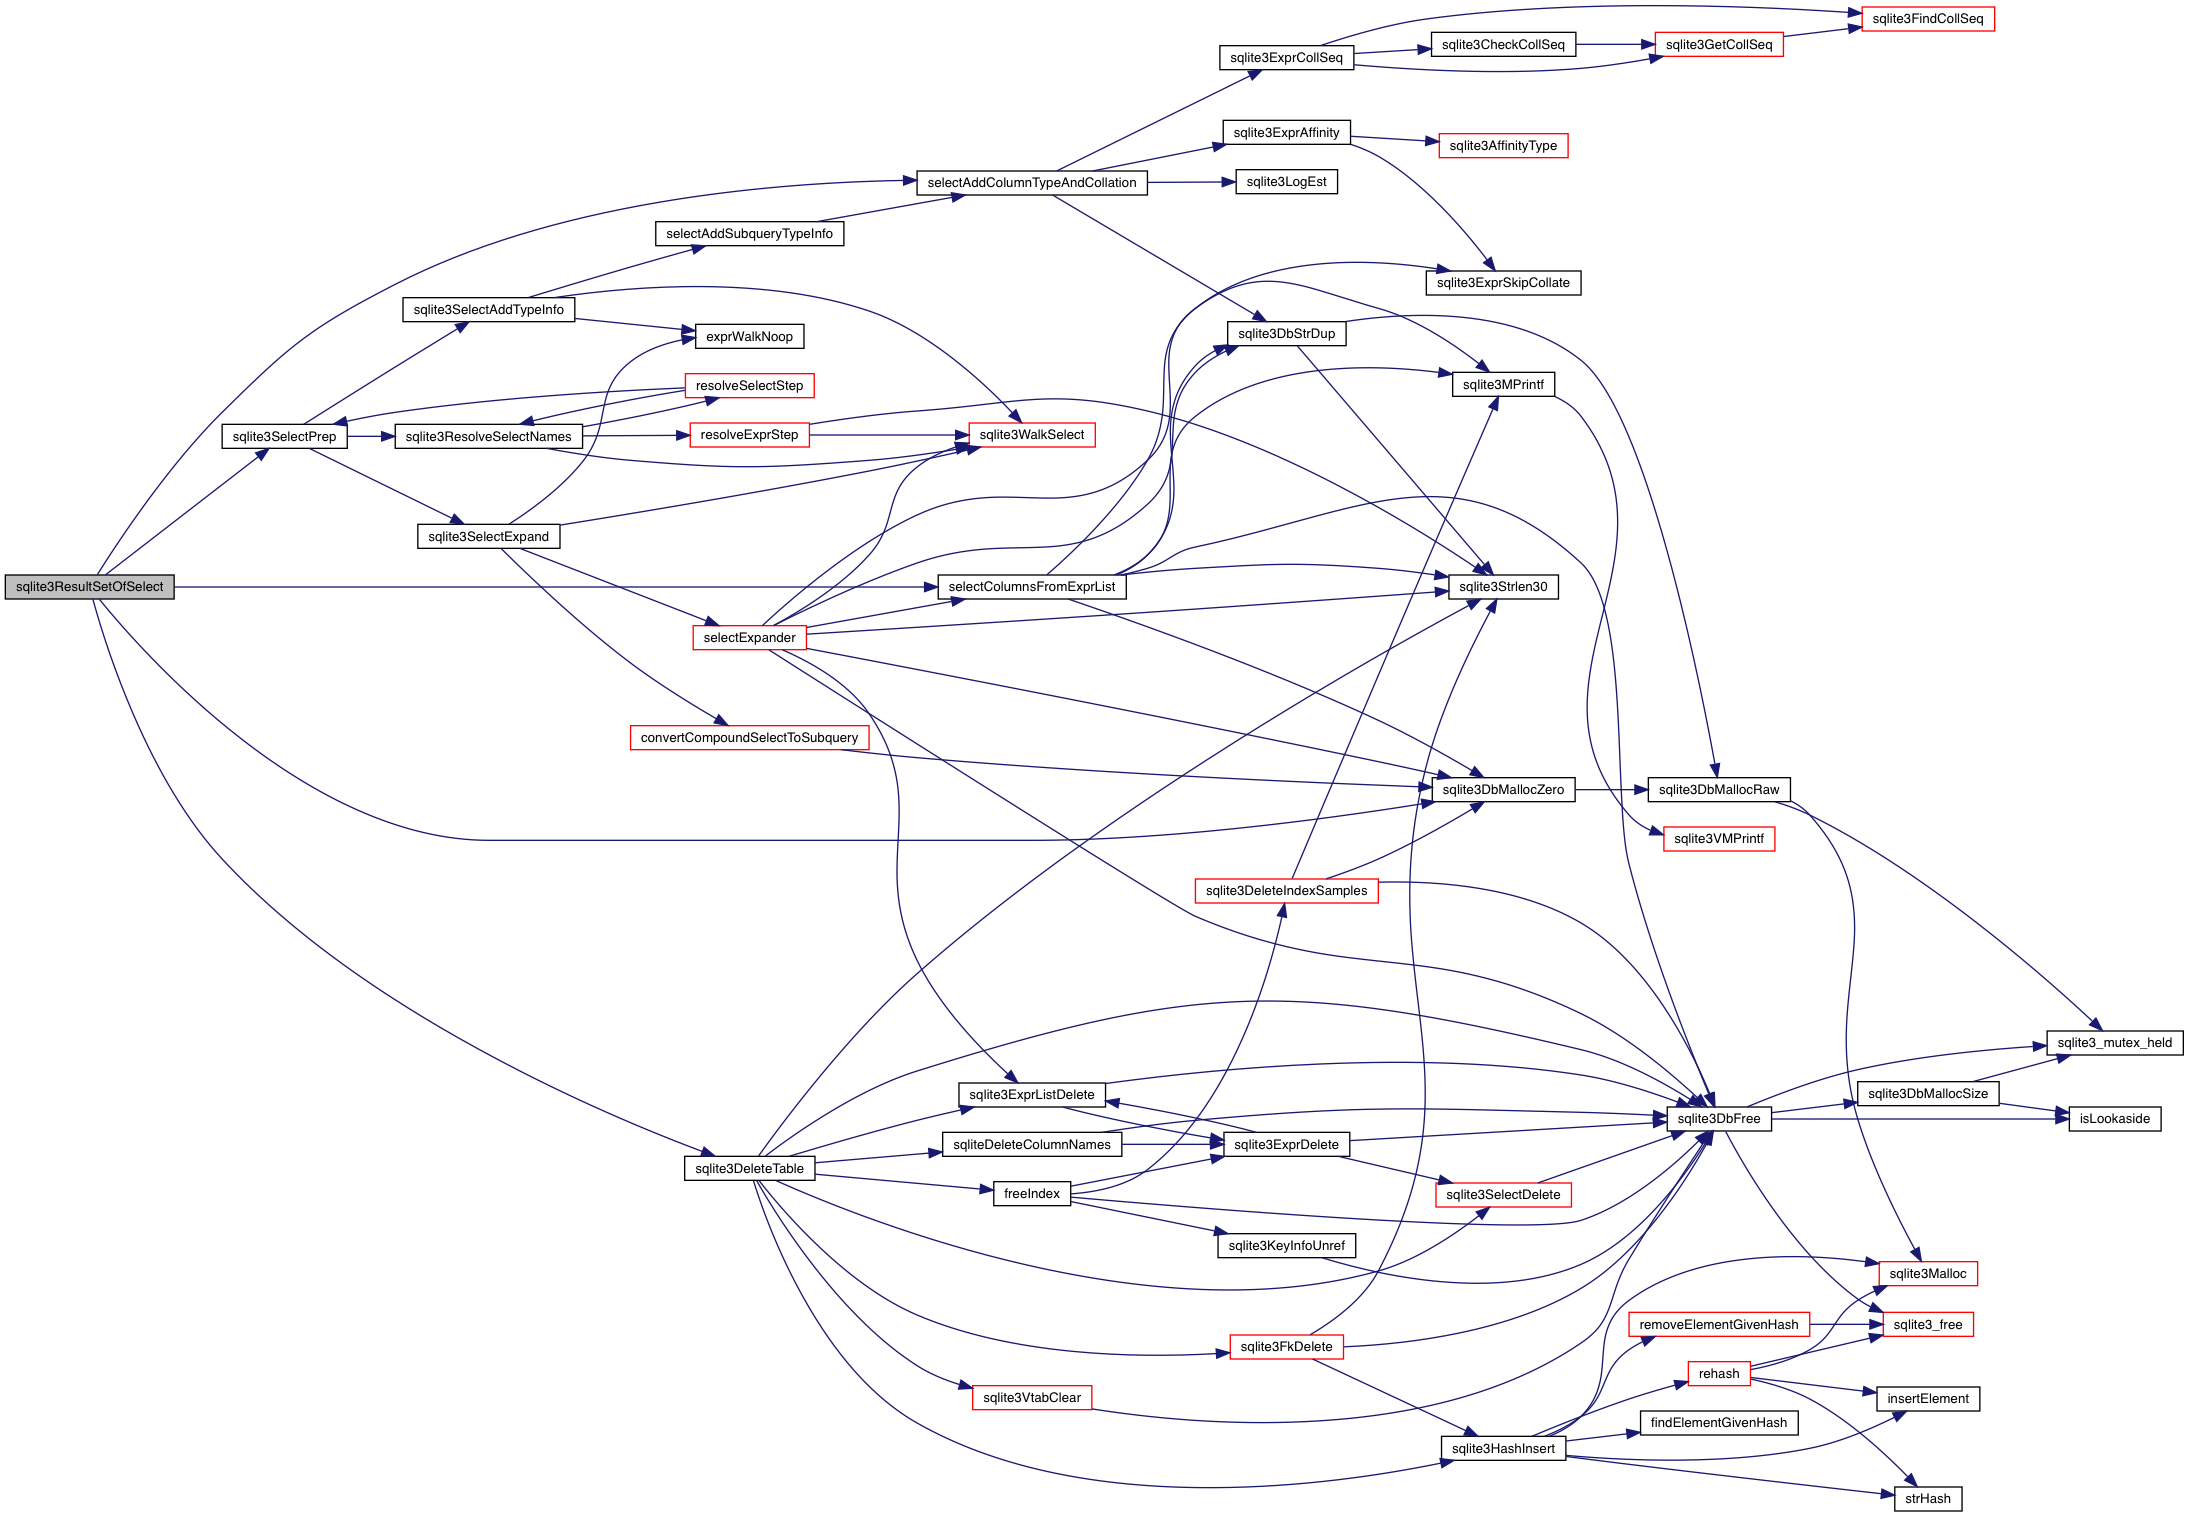 sqlite3FindCollSeq
sqlite3CheckCollSeq
sqlite3GetCollSeq
sqlite3ExprCollSeq
sqlite3ExprAffinity
sqlite3AffinityType
selectAddColumnTypeAndCollation
sqlite3LogEst
selectAddSubqueryTypeInfo
sqlite3ExprSkipCollate
sqlite3SelectAddTypeInfo
exprWalkNoop
sqlite3DbStrDup
resolveSelectStep
sqlite3MPrintf
sqlite3SelectPrep
sqlite3ResolveSelectNames
resolveExprStep
sqlite3WalkSelect
sqlite3SelectExpand
sqlite3ResultSetOfSelect
selectColumnsFromExprList
sqlite3Strlen30
selectExpander
convertCompoundSelectToSubquery
sqlite3DbMallocZero
sqlite3DbMallocRaw
sqlite3VMPrintf
sqlite3DeleteIndexSamples
sqlite3_mutex_held
sqlite3ExprListDelete
sqlite3DbMallocSize
sqlite3DbFree
isLookaside
sqliteDeleteColumnNames
sqlite3ExprDelete
sqlite3DeleteTable
freeIndex
sqlite3SelectDelete
sqlite3KeyInfoUnref
sqlite3Malloc
removeElementGivenHash
sqlite3_free
sqlite3FkDelete
rehash
sqlite3VtabClear
insertElement
findElementGivenHash
sqlite3HashInsert
strHash